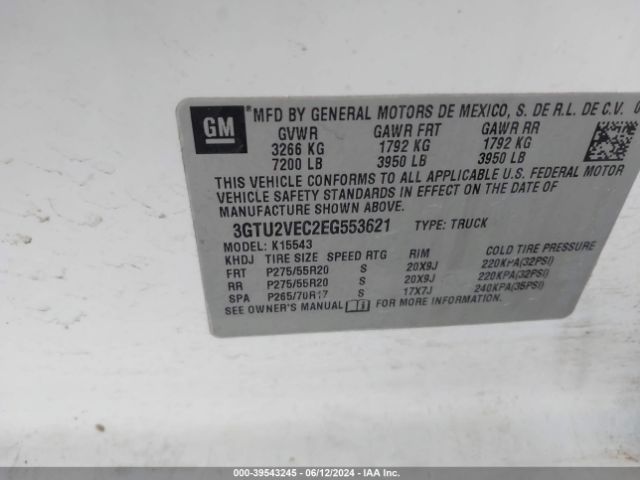 GM
®MFD BY GENERAL MOTORS DE MEXICO, S. DE R.L. DE C.V. 0
GVWR GAWR FRT GAWR RR
3266 KG 1792 KG 1792 KG
7200 LB 3950 LB 3950 LB
THIS VEHICLE CONFORMS TO ALL APPLICABLE U.S. FEDERAL MOTOR
VEHICLE SAFETY STANDARDS IN EFFECT ON THE DATE OF
MANUFACTURE SHOWN ABOVE.
3GTU2VEC2EG553621 TYPE: TRUCK
MODEL: K15543
KHDJ TIRE SIZE SPEED RTG RIM COLD TIRE PRESSURE
FRT P275/55R20 S 20X9J 220KPA(32PSI)
RR P275/55R20 S 20X9J 220KPA(32PSI)
SPA P265/70R17 S 17X7J 240KPA(35PSI)
SEE OWNER'S MANUAL FOR MORE INFORMATION.
000-39543245 - 06/12/2024 - IAA Inc.